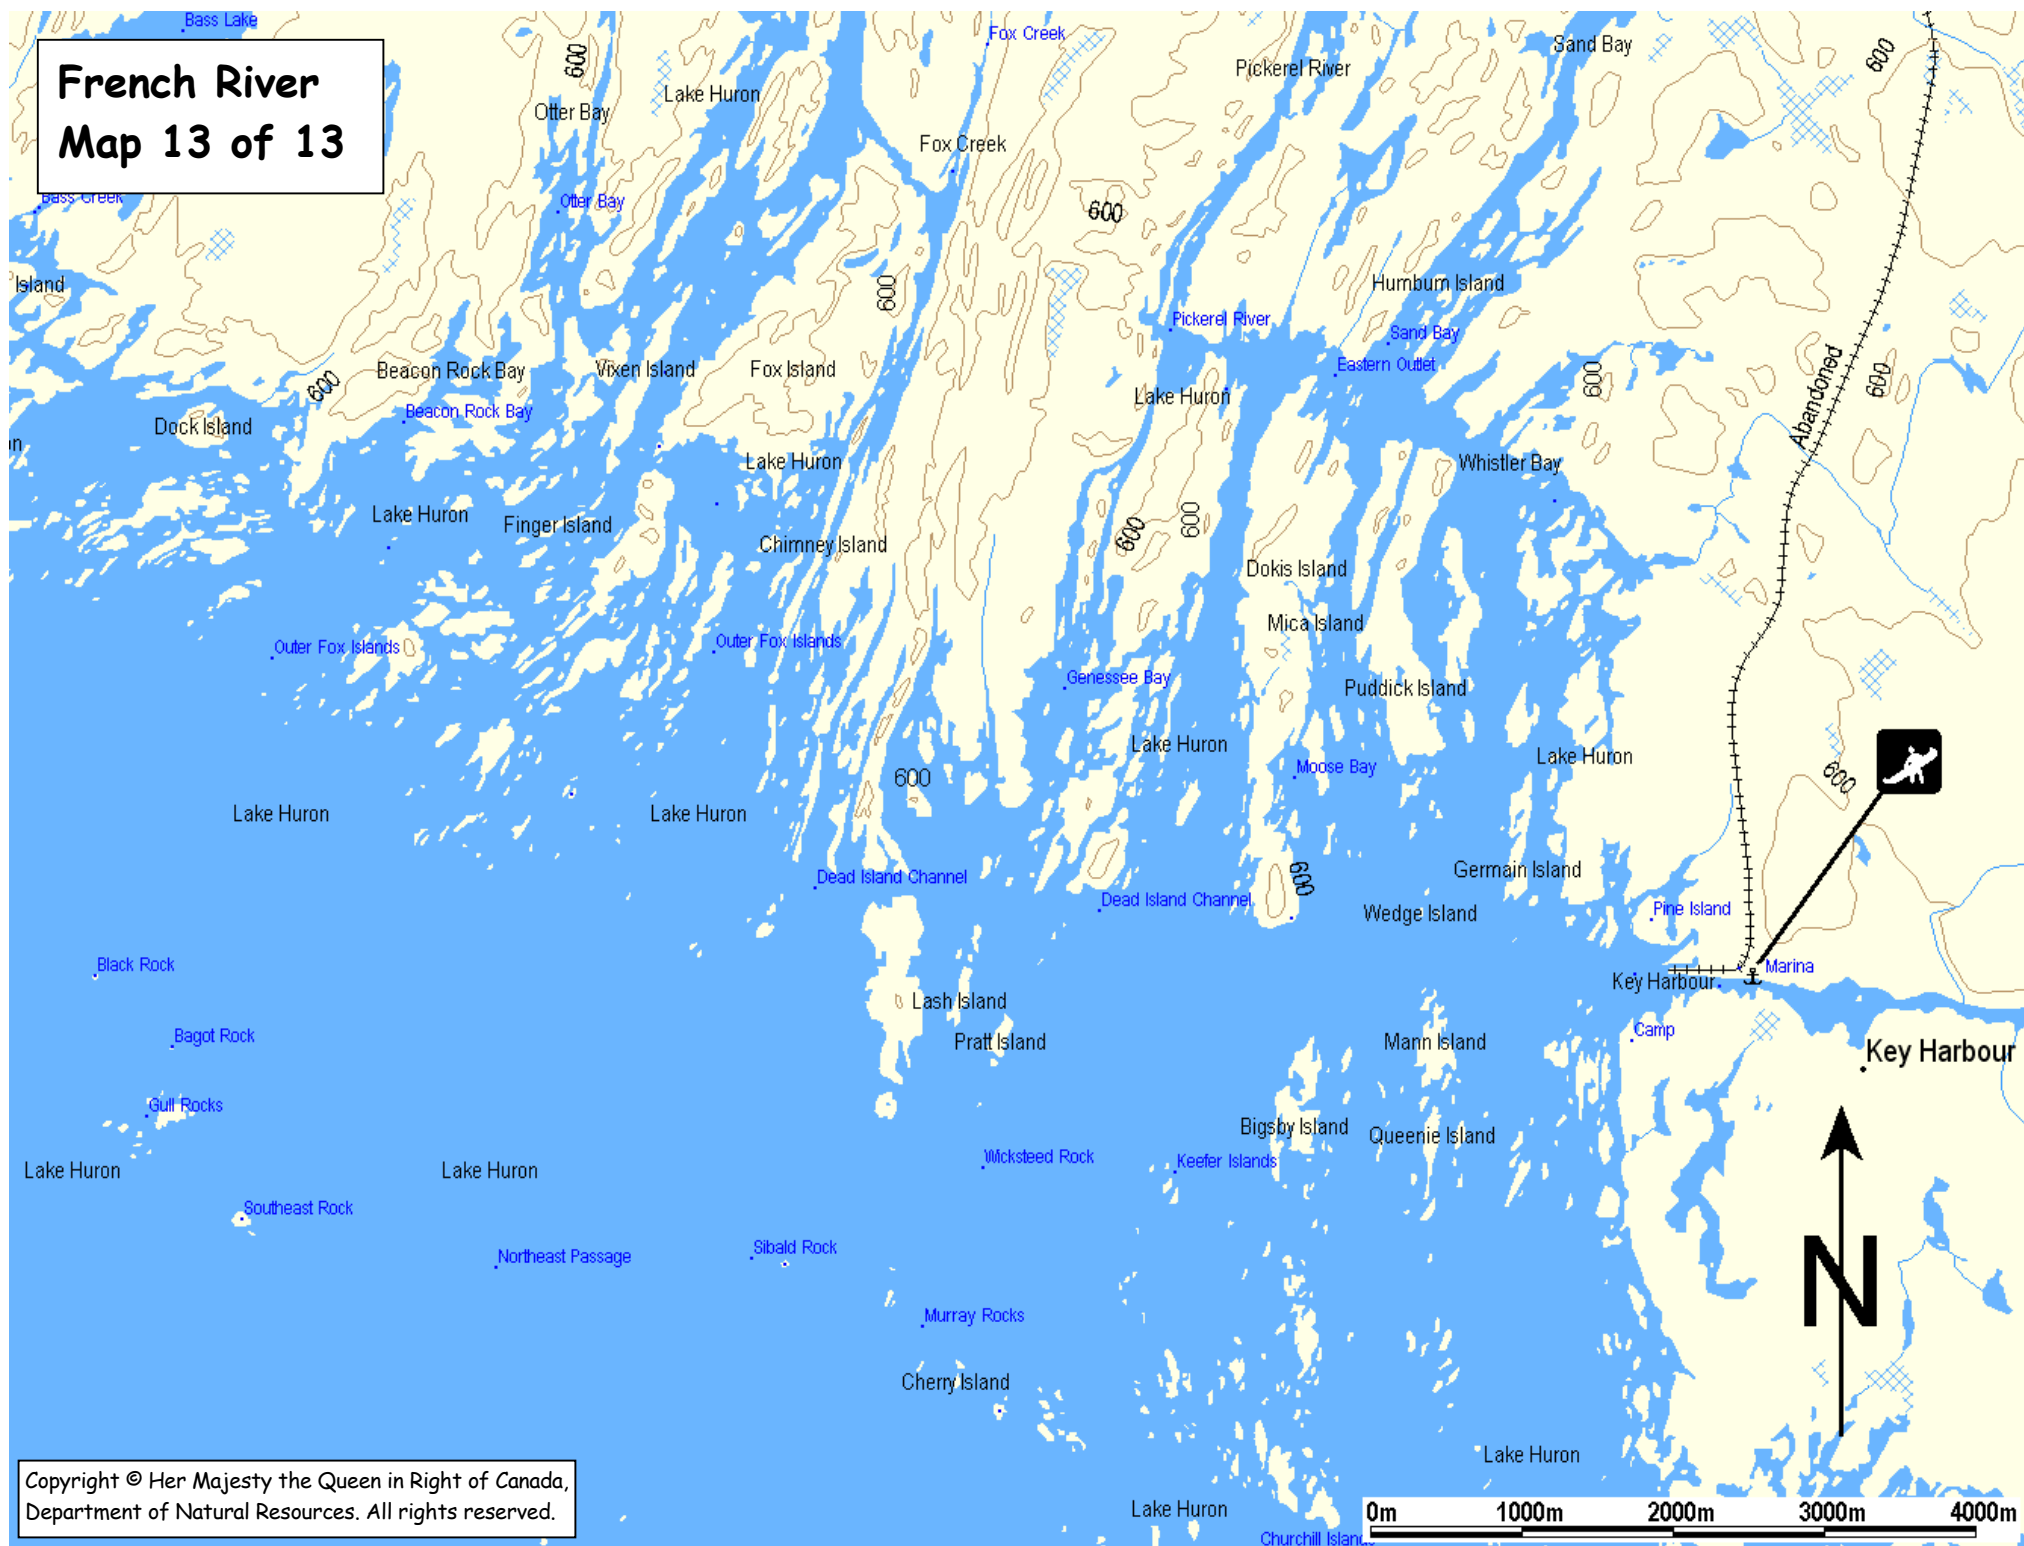 Bass Lake
French River
Map 13 of 13
Bass Creek
Island
600
Otter Bay
Lake Huron
Otter Bay
Fox Creek
Fox Creek
Pickerel River
Sand Bay
600
600
600
Humbum Island
Pickerel River
Sand Bay
Eastern Outlet
Beacon Rock Bay
Vixen Island
Fox Island
600
Lake Huron
600
Abandoned
600
Beacon Rock Bay
Dock Island
Lake Huron
Whistler Bay
Lake Huron
Finger Island
Chimney Island
600
600
Dokis Island
Mica Island
Outer Fox Islands
Outer Fox Islands
Genessee Bay
Puddick Island
Lake Huron
Lake Huron
Moose Bay
600
600
Lake Huron
Lake Huron
Dead Island Channel
Dead Island Channel
600
Germain Island
Wedge Island
Pine Island
Black Rock
Marina
Key Harbour
Lash Island
Bagot Rock
Pratt Island
Mann Island
Camp
Key Harbour
Gull Rocks
Bigsby Island
Queenie Island
Lake Huron
Lake Huron
Wicksteed Rock
Keefer Islands
Southeast Rock
Northeast Passage
Sibald Rock
N
Murray Rocks
Cherry Island
Lake Huron
Copyright © Her Majesty the Queen in Right of Canada,
Department of Natural Resources. All rights reserved.
Lake Huron
Churchill Islands
0m 1000m 2000m 3000m 4000m